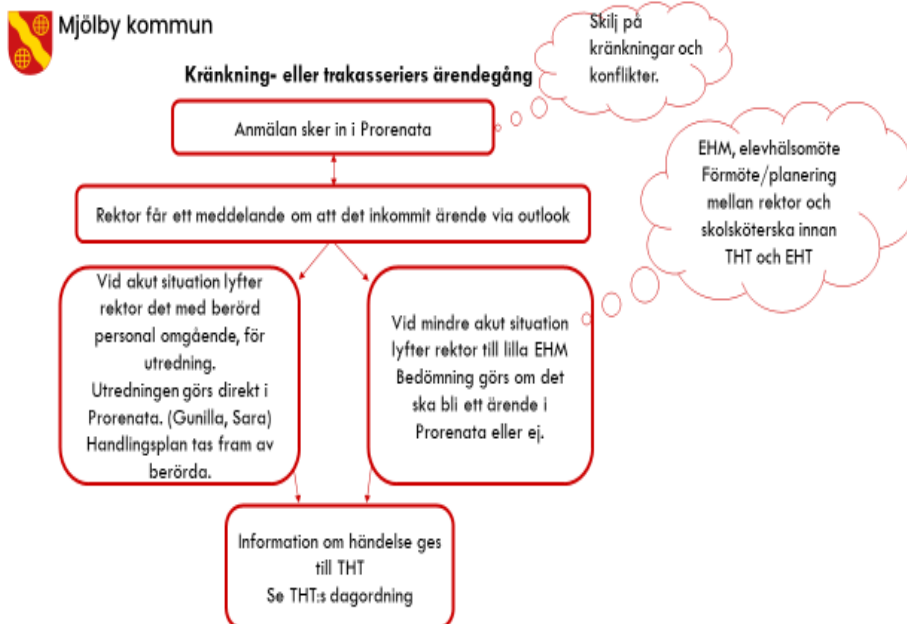 Mjölby kommun
Skilj på
kränkningar och
konflikter.
Kränkning- eller trakasseriers ärendegång
Anmälan sker in i Prorenata
EHM, elevhälsomöte
Förmöte/planering
mellan rektor och
skolsköterska innan
THT och EHT
Rektor får ett meddelande om att det inkommit ärende via outlook
Vid akut situation lyfter
rektor det med berörd
personal omgående, för
utredning.
Utredningen görs direkt i
Prorenata. (Gunilla, Sara)
Handlingsplan tas fram av
berörda.
Vid mindre akut situation
lyfter rektor till lilla EHM
Bedömning görs om det
ska bli ett ärende i
Prorenata eller ej.
Information om händelse ges
till THT
Se THT:s dagordning